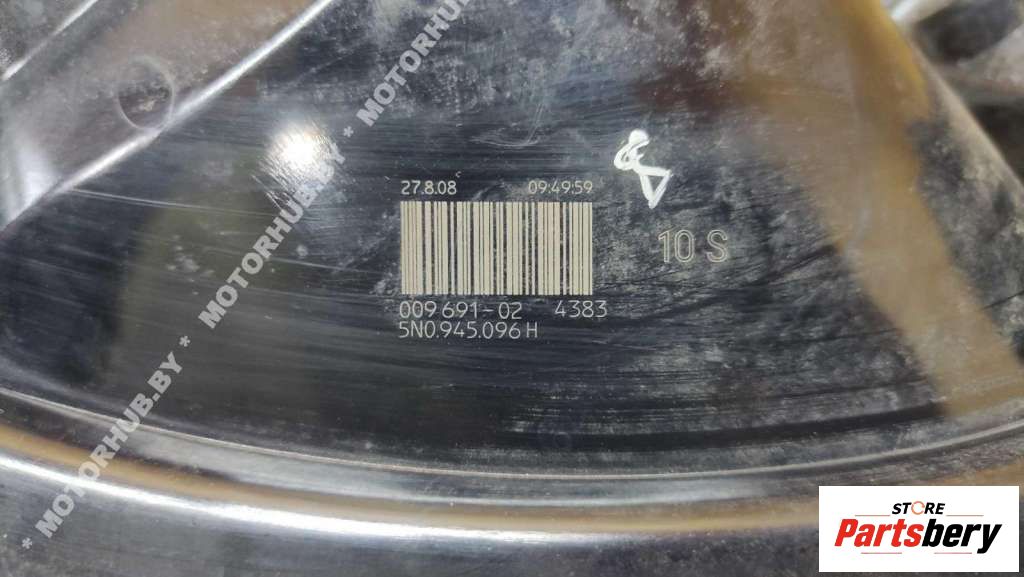 27.8.08 09:49:59
009 691-02 4383
5N0.945.096 H
10 S
* MOTORHUB.BY * MOTORHUB.BY * MOTORHUB
STORE
Partsbery